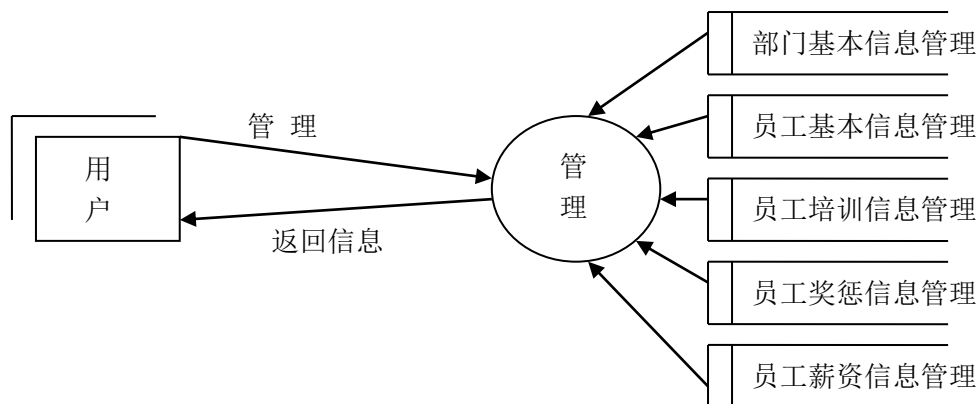 部门基本信息管理
管 理
员工基本信息管理
用
户
管
理
员工培训信息管理
返回信息
员工奖惩信息管理
员工薪资信息管理